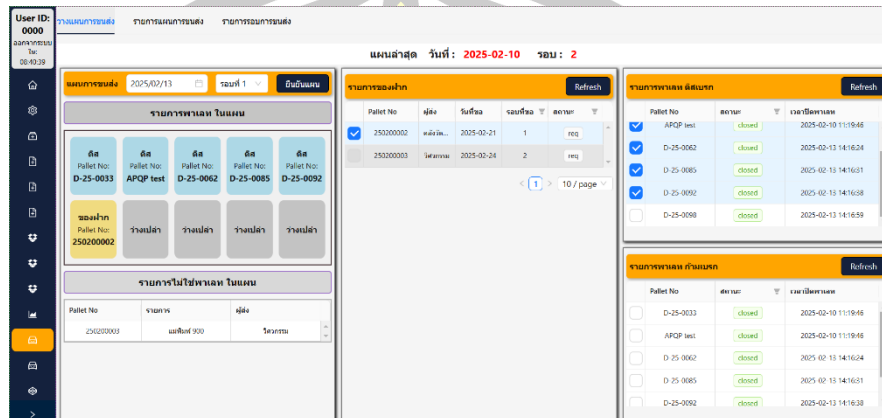 User ID:
0000
ออกจากระบบ
ใน:
08:40:39
วางแผนการขนส่ง รายการแผนการขนส่ง รายการรอบการขนส่ง
แผนล่าสุด วันที่ : 2025-02-10 รอบ : 2
แผนการขนส่ง 2025/02/13 รอบที่ 1 ยืนยันแผน
รายการพาเลท ในแผน
ดิส ดิส ดิส ดิส ดิส
Pallet No: Pallet No: Pallet No: Pallet No: Pallet No:
D-25-0033 APQP test D-25-0062 D-25-0085 D-25-0092
ของฝาก
Pallet No:
250200002 ว่างเปล่า ว่างเปล่า ว่างเปล่า ว่างเปล่า
รายการไม่ใช่พาเลท ในแผน
Pallet No รายการ ผู้ส่ง
250200003 แม่พิมพ์ 900 วิศวกรรม
รายการของฝาก Refresh
Pallet No ผู้ส่ง วันที่ขอ รอบที่ขอ สถานะ
250200002 2025-02-21 1 req
250200003 วิศวกรรม 2025-02-24 2 req
< 1 > 10 / page
รายการพาเลท ดิสเบรก Refresh
Pallet No สถานะ เวลาปิดพาเลท
APQP test closed 2025-02-10 11:19:46
D-25-0062 closed 2025-02-13 14:16:24
D-25-0085 closed 2025-02-13 14:16:31
D-25-0092 closed 2025-02-13 14:16:38
D-25-0098 closed 2025-02-13 14:16:59
รายการพาเลท ก้ามเบรก Refresh
Pallet No สถานะ เวลาปิดพาเลท
D-25-0033 closed 2025-02-10 11:19:46
APQP test closed 2025-02-10 11:19:46
D-25-0062 closed 2025-02-13 14:16:24
D-25-0085 closed 2025-02-13 14:16:31
D-25-0092 closed 2025-02-13 14:16:38